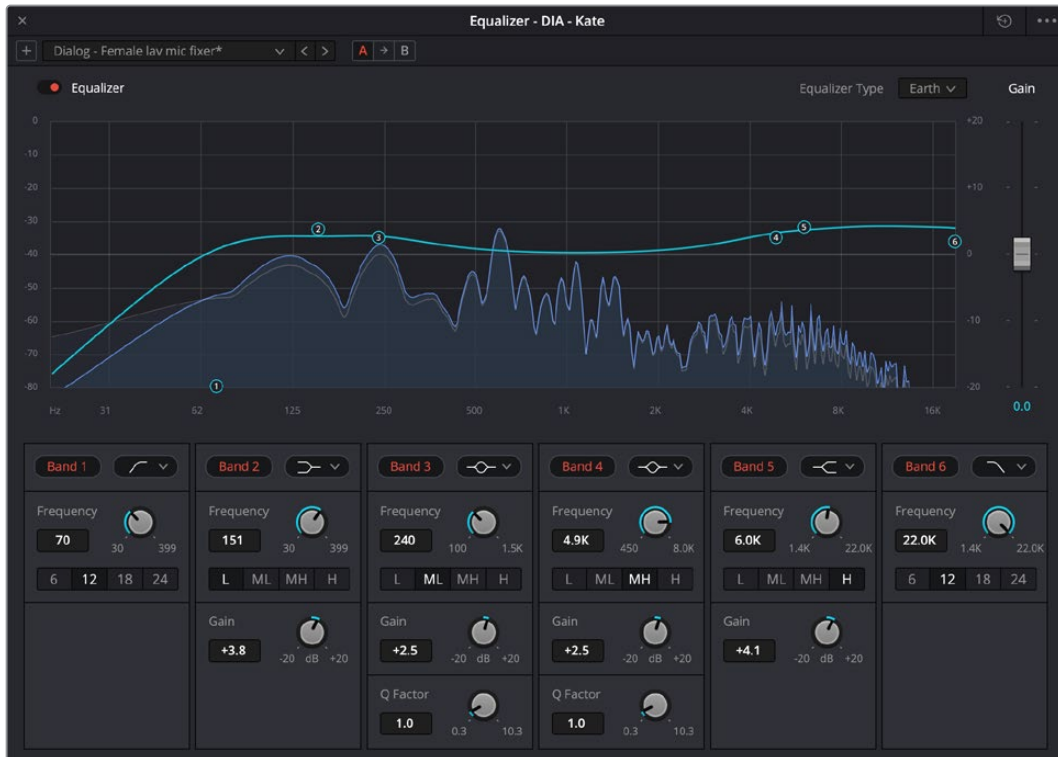 Equalizer - DIA - Kate
Dialog - Female lav mic fixer*
A B
Equalizer
Equalizer Type Earth Gain
0 +20
-10
-20 +10
-30
-40 0
-50
-60 -10
-70
-80 -20
1 2 3 4 5 6
Hz 31 62 125 250 500 1K 2K 4K 8K 16K
0.0
Band 1 Band 2 Band 3 Band 4 Band 5 Band 6
Frequency Frequency Frequency Frequency Frequency Frequency
70 151 240 4.9K 6.0K 22.0K
30 399 30 399 100 1.5K 450 8.0K 1.4K 22.0K 1.4K 22.0K
6 12 18 24 L ML MH H L ML MH H L ML MH H L ML MH H 6 12 18 24
Gain Gain Gain Gain
+3.8 +2.5 +2.5 +4.1
-20 dB +20 -20 dB +20 -20 dB +20 -20 dB +20
Q Factor Q Factor
1.0 1.0
0.3 10.3 0.3 10.3